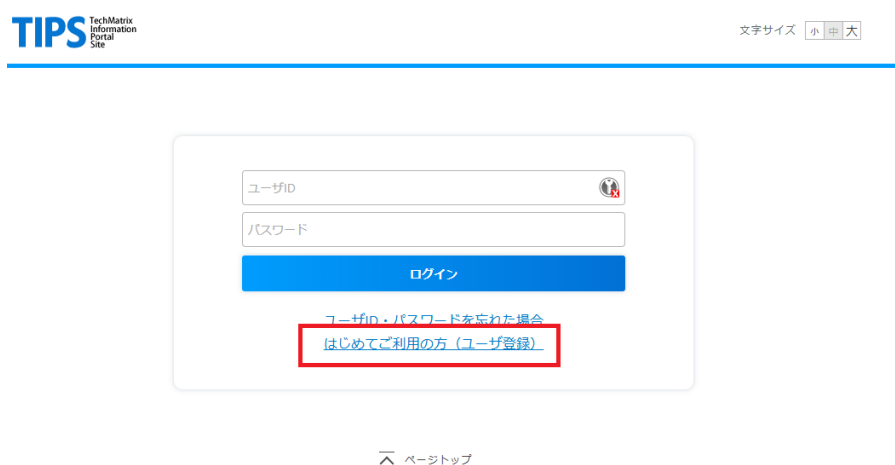 TIPS
TechMatrix
Information
Portal
Site
文字サイズ 小 中 大
ユーザID
パスワード
ログイン
ユーザID・パスワードを忘れた場合
はじめてご利用の方（ユーザ登録）
ページトップ